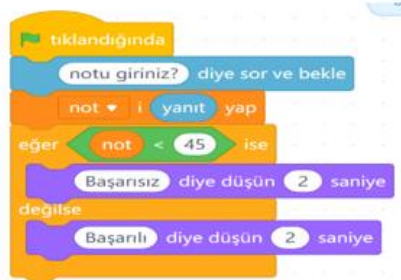 tıklandığında
notu giriniz? diye sor ve bekle
not i yanıt yap
eğer not < 45 ise
Başarısız diye düşün 2 saniye
değilse
Başarılı diye düşün 2 saniye